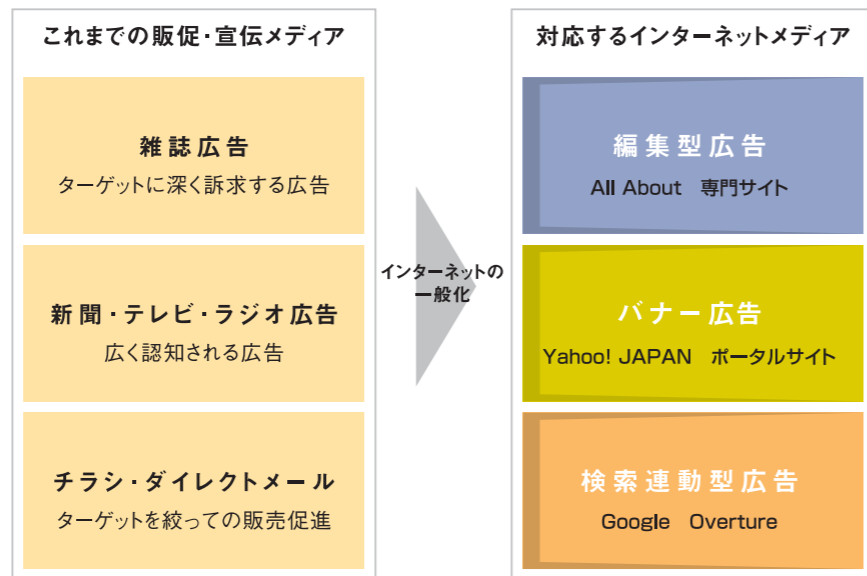 これまでの販促・宣伝メディア
雑誌広告
ターゲットに深く訴求する広告
新聞・テレビ・ラジオ広告
広く認知される広告
チラシ・ダイレクトメール
ターゲットを絞っての販売促進
インターネットの
一般化
対応するインターネットメディア
編集型広告
All About　専門サイト
バナー広告
Yahoo! JAPAN　ポータルサイト
検索連動型広告
Google　Overture